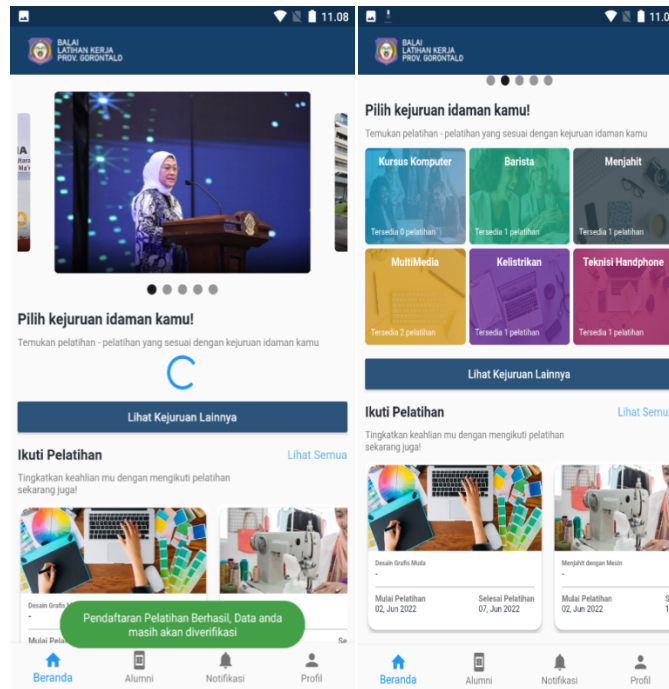 11.08
BALAI
LATIHAN KERJA
PROV. GORONTALO
Pilih kejuruan idaman kamu!
Temukan pelatihan - pelatihan yang sesuai dengan kejuruan idaman kamu
Lihat Kejuruan Lainnya
Ikuti Pelatihan
Lihat Semua
Tingkatkan keahlian mu dengan mengikuti pelatihan
sekarang juga!
Desain Grafis
-
Pendaftaran Pelatihan Berhasil, Data anda
masih akan diverifikasi
Mulai Pela
Se
Beranda
Alumni
Notifikasi
Profil
11.0
BALAI
LATIHAN KERJA
PROV. GORONTALO
Pilih kejuruan idaman kamu!
Temukan pelatihan - pelatihan yang sesuai dengan kejuruan idaman kamu
Kursus Komputer
Barista
Menjahit
Tersedia 0 pelatihan
Tersedia 1 pelatihan
Tersedia 1 pelatihan
MultiMedia
Kelistrikan
Teknisi Handphone
Tersedia 2 pelatihan
Tersedia 1 pelatihan
Tersedia 1 pelatihan
Lihat Kejuruan Lainnya
Ikuti Pelatihan
Lihat Semu
Tingkatkan keahlian mu dengan mengikuti pelatihan
sekarang juga!
Desain Grafis Muda
-
Mulai Pelatihan
Selesai Pelatihan
02, Jun 2022
07, Jun 2022
Menjahit dengan Mesin
-
Mulai Pelatihan
S
02, Jun 2022
1
Beranda
Alumni
Notifikasi
Profil